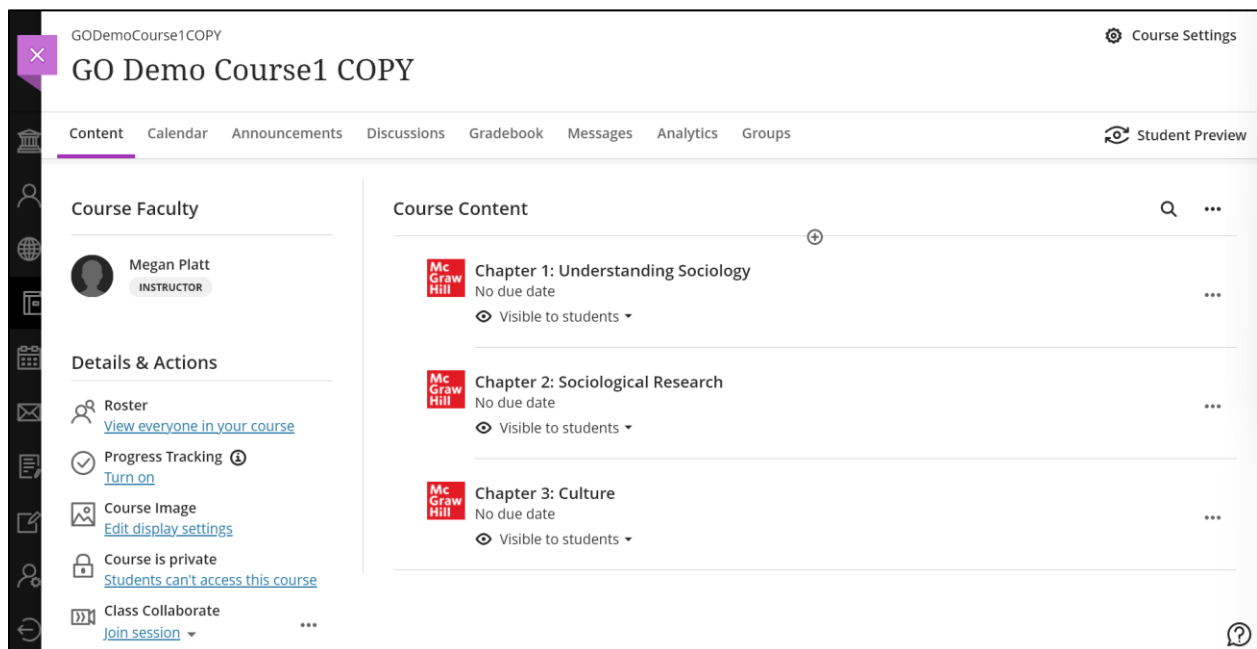 GODemoCourse1COPY
GO Demo Course1 COPY
Course Settings
Content Calendar Announcements Discussions Gradebook Messages Analytics Groups
Student Preview
Course Faculty
Megan Platt
INSTRUCTOR
Details & Actions
Roster
View everyone in your course
Progress Tracking
Turn on
Course Image
Edit display settings
Course is private
Students can't access this course
Class Collaborate
Join session
Course Content
Mc
Graw
Hill
Chapter 1: Understanding Sociology
No due date
Visible to students
Mc
Graw
Hill
Chapter 2: Sociological Research
No due date
Visible to students
Mc
Graw
Hill
Chapter 3: Culture
No due date
Visible to students